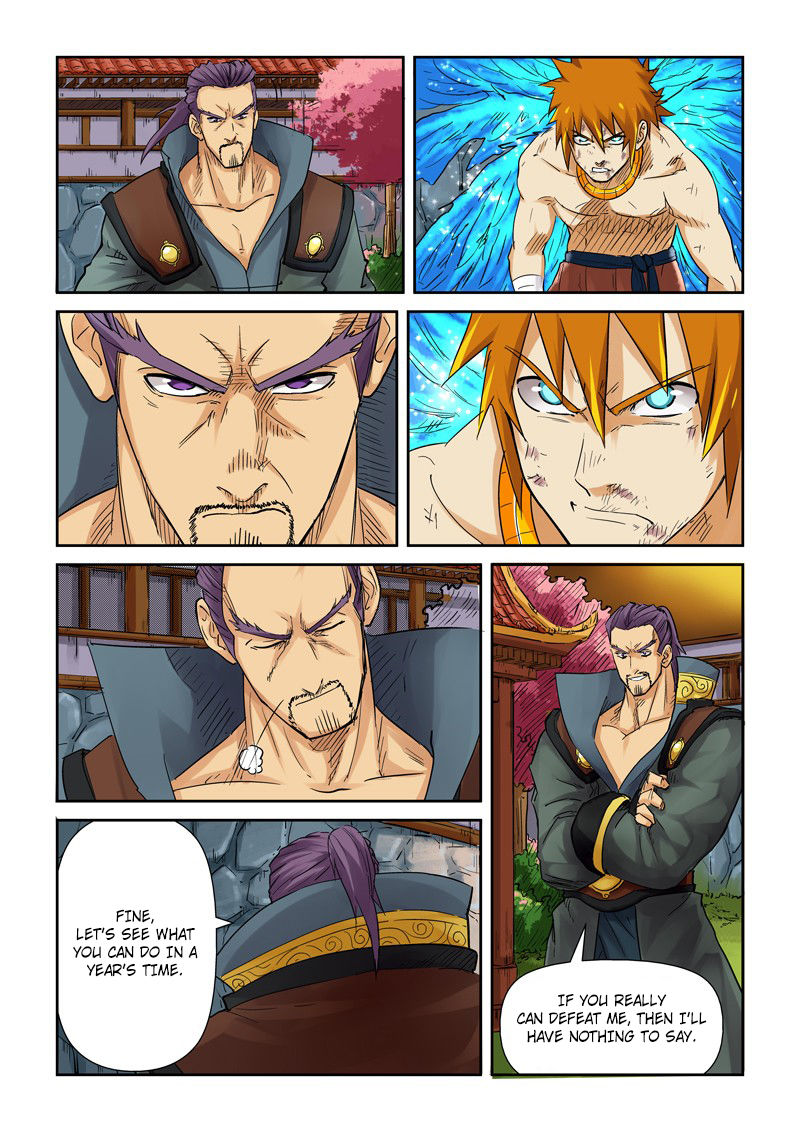 FINE,
LET'S SEE WHAT
YOU CAN DO IN A
YEAR'S TIME.
IF YOU REALLY
CAN DEFEAT ME, THEN I'LL
HAVE NOTHING TO SAY.